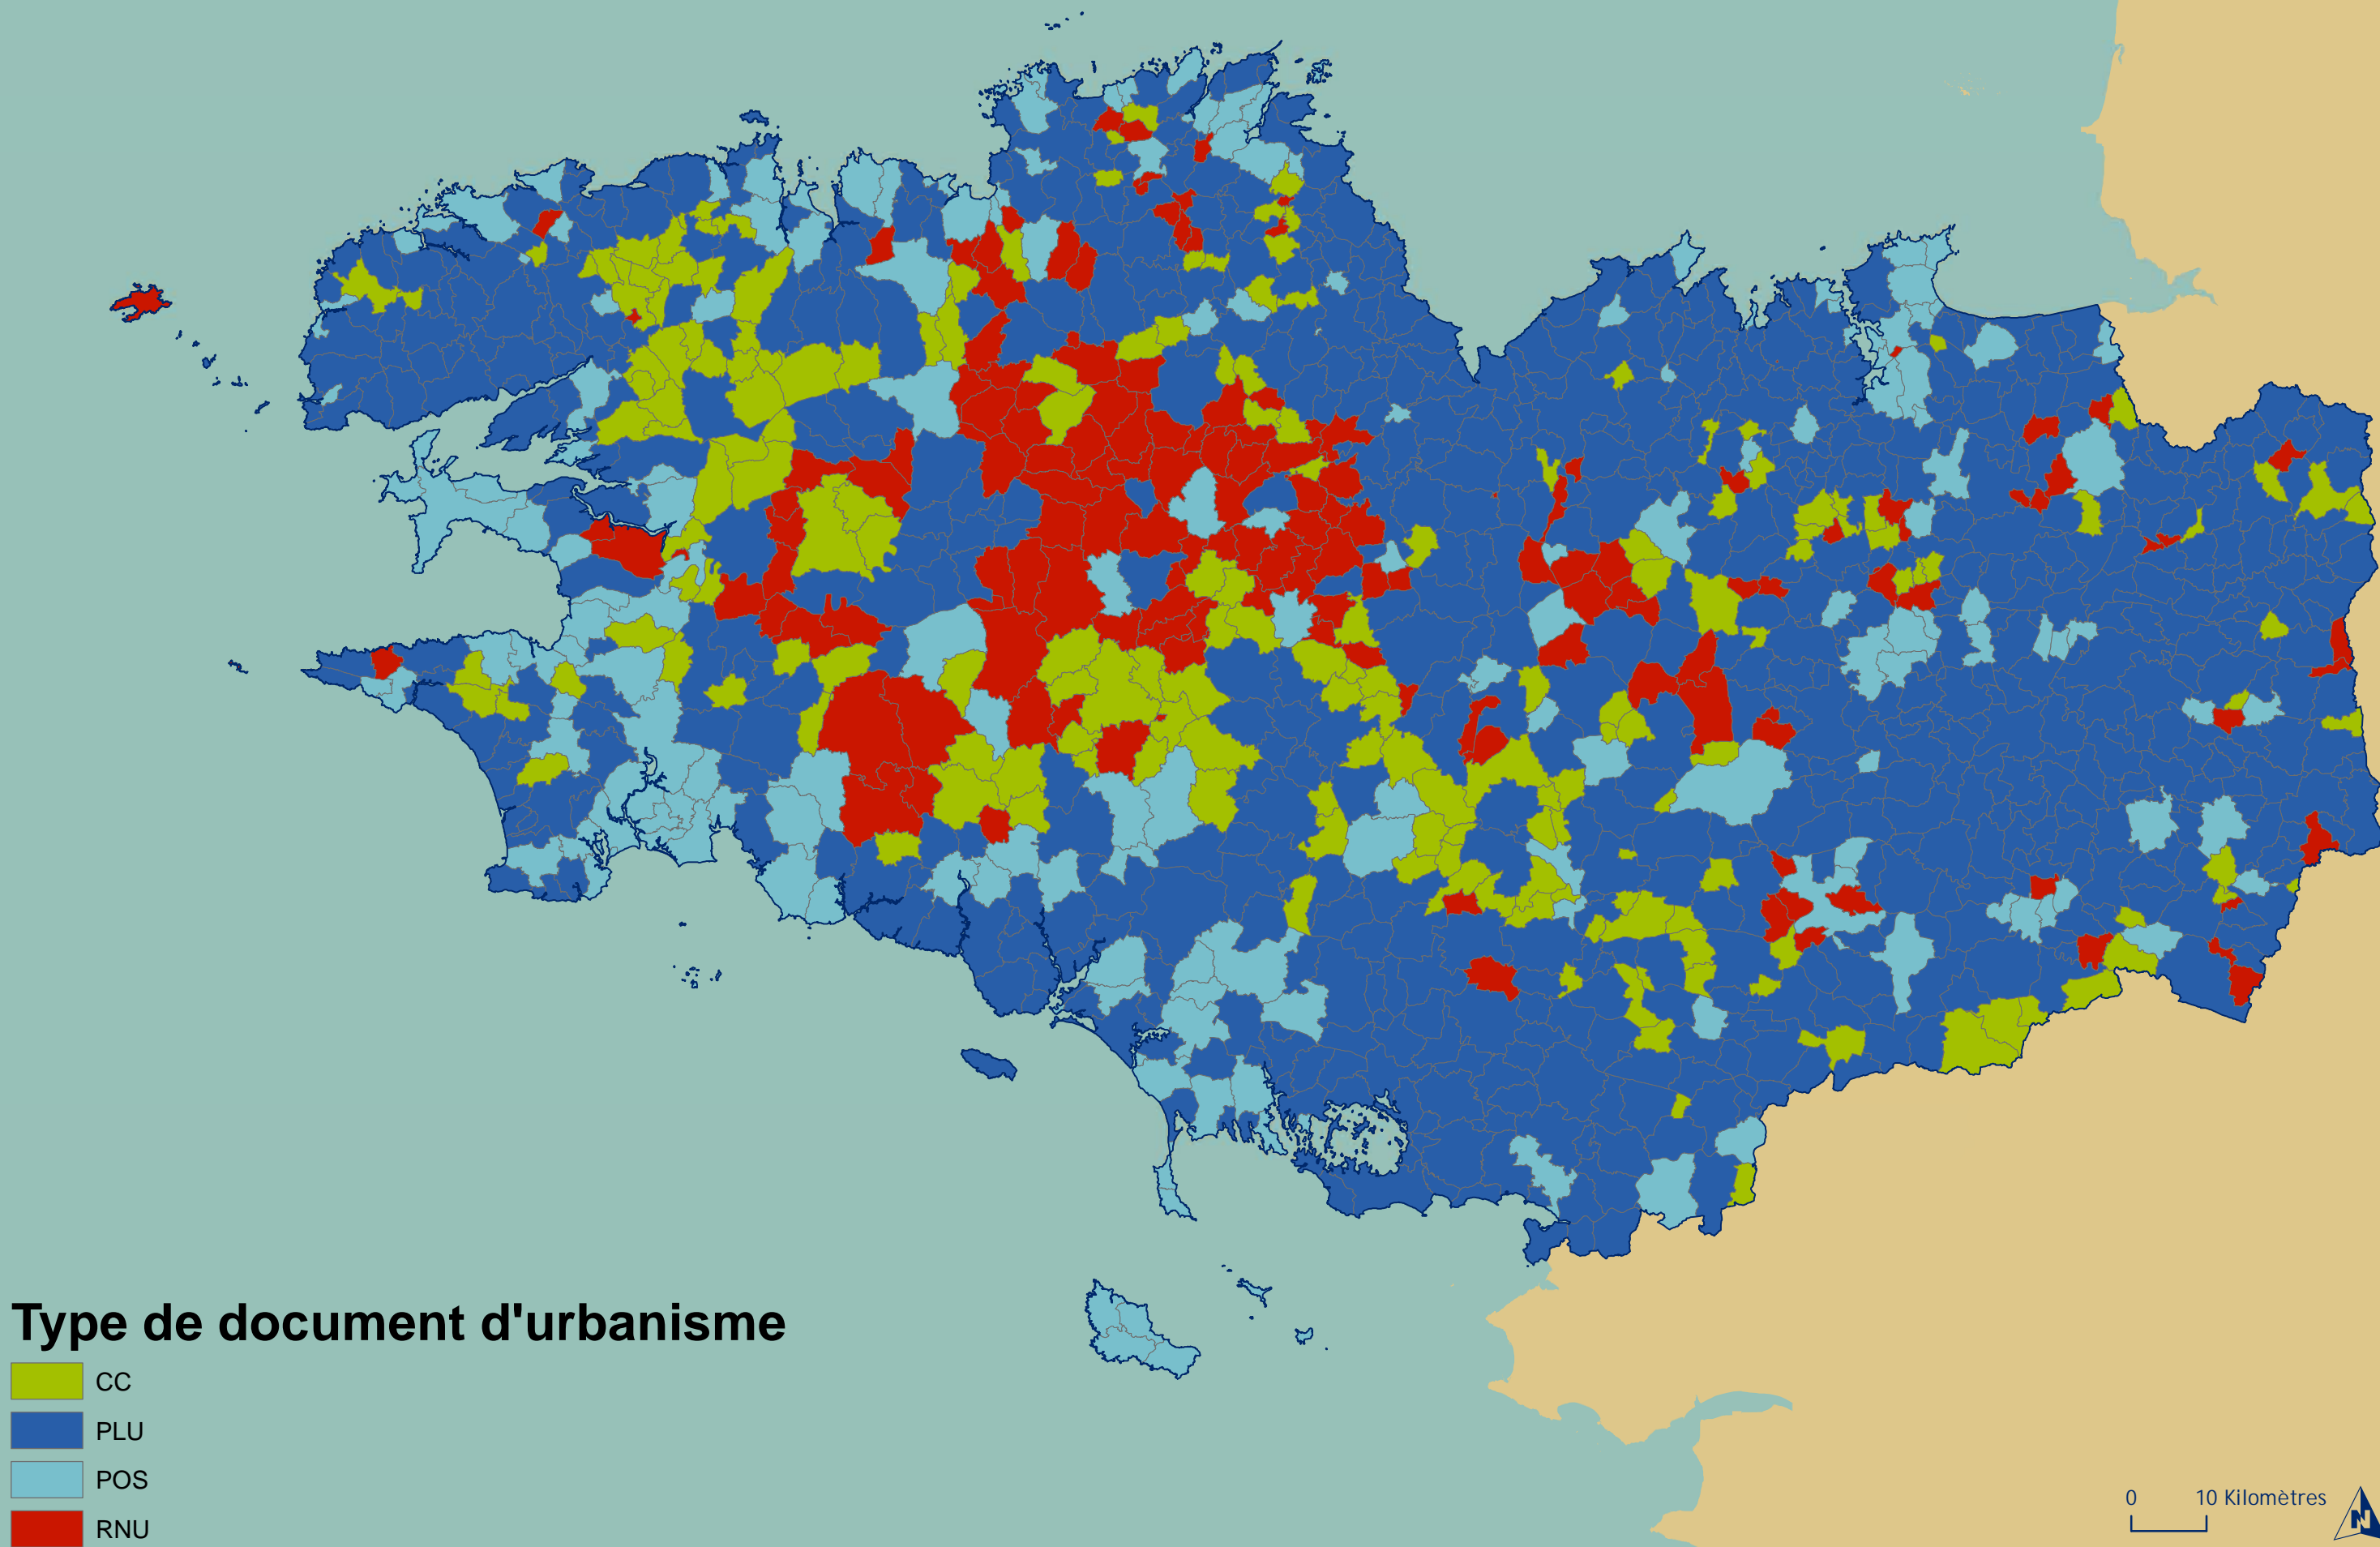 Type de document d'urbanisme
CC
PLU
POS
RNU
0 10 Kilomètres
N